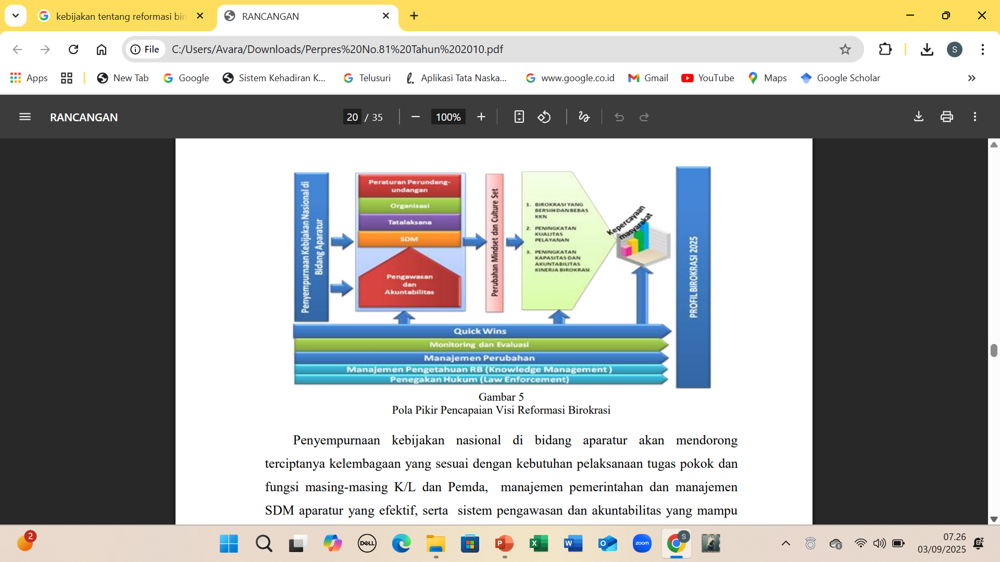 kebijakan tentang reformasi bir
RANCANGAN
File
C:/Users/Avara/Downloads/Perpres%20No.81%20Tahun%202010.pdf
S
Apps
New Tab
Google
Sistem Kehadiran K...
Telusuri
Aplikasi Tata Naska...
www.google.co.id
Gmail
YouTube
Maps
Google Scholar
RANCANGAN
20 / 35
100%
Penyempurnaan Kebijakan Nasional di
Bidang Aparatur
Peraturan Perundang-
undangan
Organisasi
Tatalaksana
SDM
Pengawasan
dan
Akuntabilitas
Perubahan Mindset dan Culture Set
1. BIROKRASI YANG
BERSIH DAN BEBAS
KKN
2. PENINGKATAN
KUALITAS
PELAYANAN
3. PENINGKATAN
KAPASITAS DAN
AKUNTABILITAS
KINERJA BIROKRASI
Kepercayaan
masyarakat
PROFIL BIROKRASI 2025
Quick Wins
Monitoring dan Evaluasi
Manajemen Perubahan
Manajemen Pengetahuan RB (Knowledge Management )
Penegakan Hukum (Law Enforcement)
Gambar 5
Pola Pikir Pencapaian Visi Reformasi Birokrasi
Penyempurnaan kebijakan nasional di bidang aparatur akan mendorong
terciptanya kelembagaan yang sesuai dengan kebutuhan pelaksanaan tugas pokok dan
fungsi masing-masing K/L dan Pemda, manajemen pemerintahan dan manajemen
SDM aparatur yang efektif, serta sistem pengawasan dan akuntabilitas yang mampu
2
DELL
P
X
W
O
zoom
S
07.26
03/09/2025